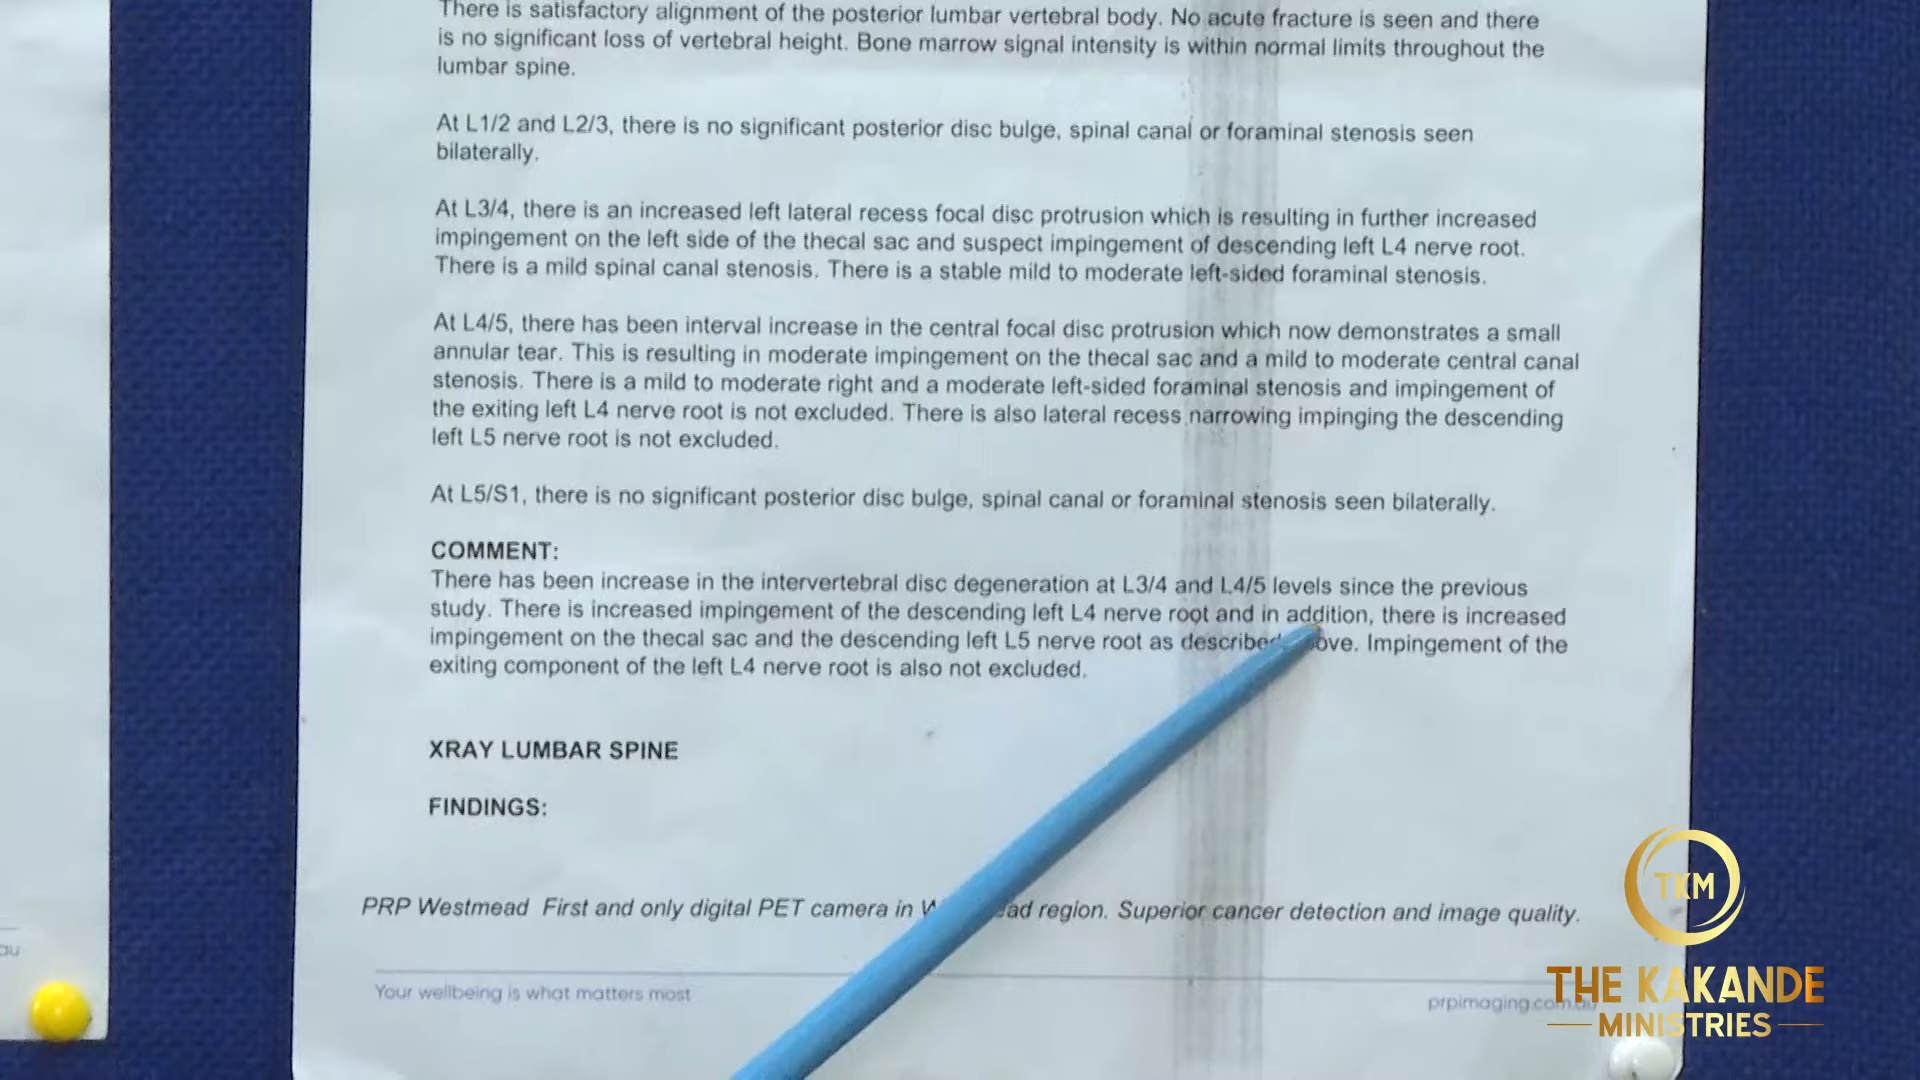 There is satisfactory alignment of the posterior lumbar vertebral body. No acute fracture is seen and there
is no significant loss of vertebral height. Bone marrow signal intensity is within normal limits throughout the
lumbar spine.
At L1/2 and L2/3, there is no significant posterior disc bulge, spinal canal or foraminal stenosis seen
bilaterally.
At L3/4, there is an increased left lateral recess focal disc protrusion which is resulting in further increased
impingement on the left side of the thecal sac and suspect impingement of descending left L4 nerve root.
There is a mild spinal canal stenosis. There is a stable mild to moderate left-sided foraminal stenosis.
At L4/5, there has been interval increase in the central focal disc protrusion which now demonstrates a small
annular tear. This is resulting in moderate impingement on the thecal sac and a mild to moderate central canal
stenosis. There is a mild to moderate right and a moderate left-sided foraminal stenosis and impingement of
the exiting left L4 nerve root is not excluded. There is also lateral recess narrowing impinging the descending
left L5 nerve root is not excluded.
At L5/S1, there is no significant posterior disc bulge, spinal canal or foraminal stenosis seen bilaterally.
COMMENT:
There has been increase in the intervertebral disc degeneration at L3/4 and L4/5 levels since the previous
study. There is increased impingement of the descending left L4 nerve root and in addition, there is increased
impingement on the thecal sac and the descending left L5 nerve root as described ove. Impingement of the
exiting component of the left L4 nerve root is also not excluded.
XRAY LUMBAR SPINE
FINDINGS:
PRP Westmead First and only digital PET camera in W ad region. Superior cancer detection and image quality.
Your wellbeing is what matters most
prpimaging.com.au
au
TKM
THE KAKANDE
MINISTRIES